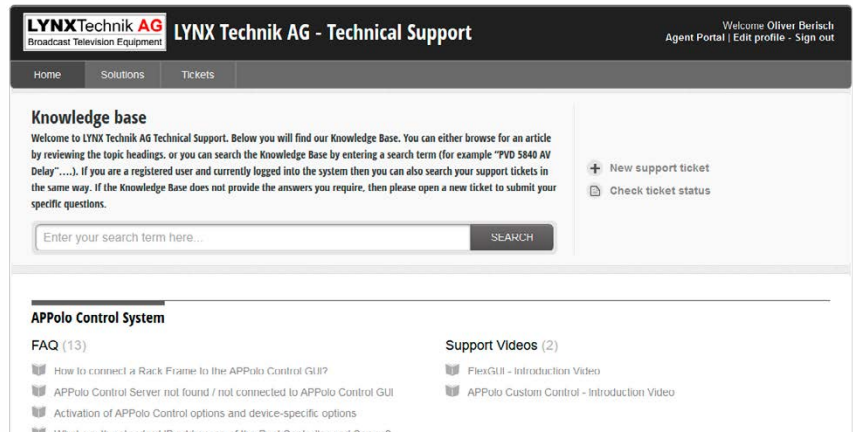 LYNXTechnik AG
Broadcast Television Equipment
LYNX Technik AG - Technical Support
Welcome Oliver Berisch
Agent Portal | Edit profile - Sign out
Home
Solutions
Tickets
Knowledge base
Welcome to LYNX Technik AG Technical Support. Below you will find our Knowledge Base. You can either browse for an article
by reviewing the topic headings. or you can search the Knowledge Base by entering a search term (for example "PVD 5840 AV
Delay"....). If you are a registered user and currently logged into the system then you can also search your support tickets in
the same way. If the Knowledge Base does not provide the answers you require, then please open a new ticket to submit your
specific questions.
New support ticket
Check ticket status
Enter your search term here...
SEARCH
APPolo Control System
FAQ (13)
How to connect a Rack Frame to the APPolo Control GUI?
APPolo Control Server not found / not connected to APPolo Control GUI
Activation of APPolo Control options and device-specific options
Support Videos (2)
FlexGUI - Introduction Video
APPolo Custom Control - Introduction Video